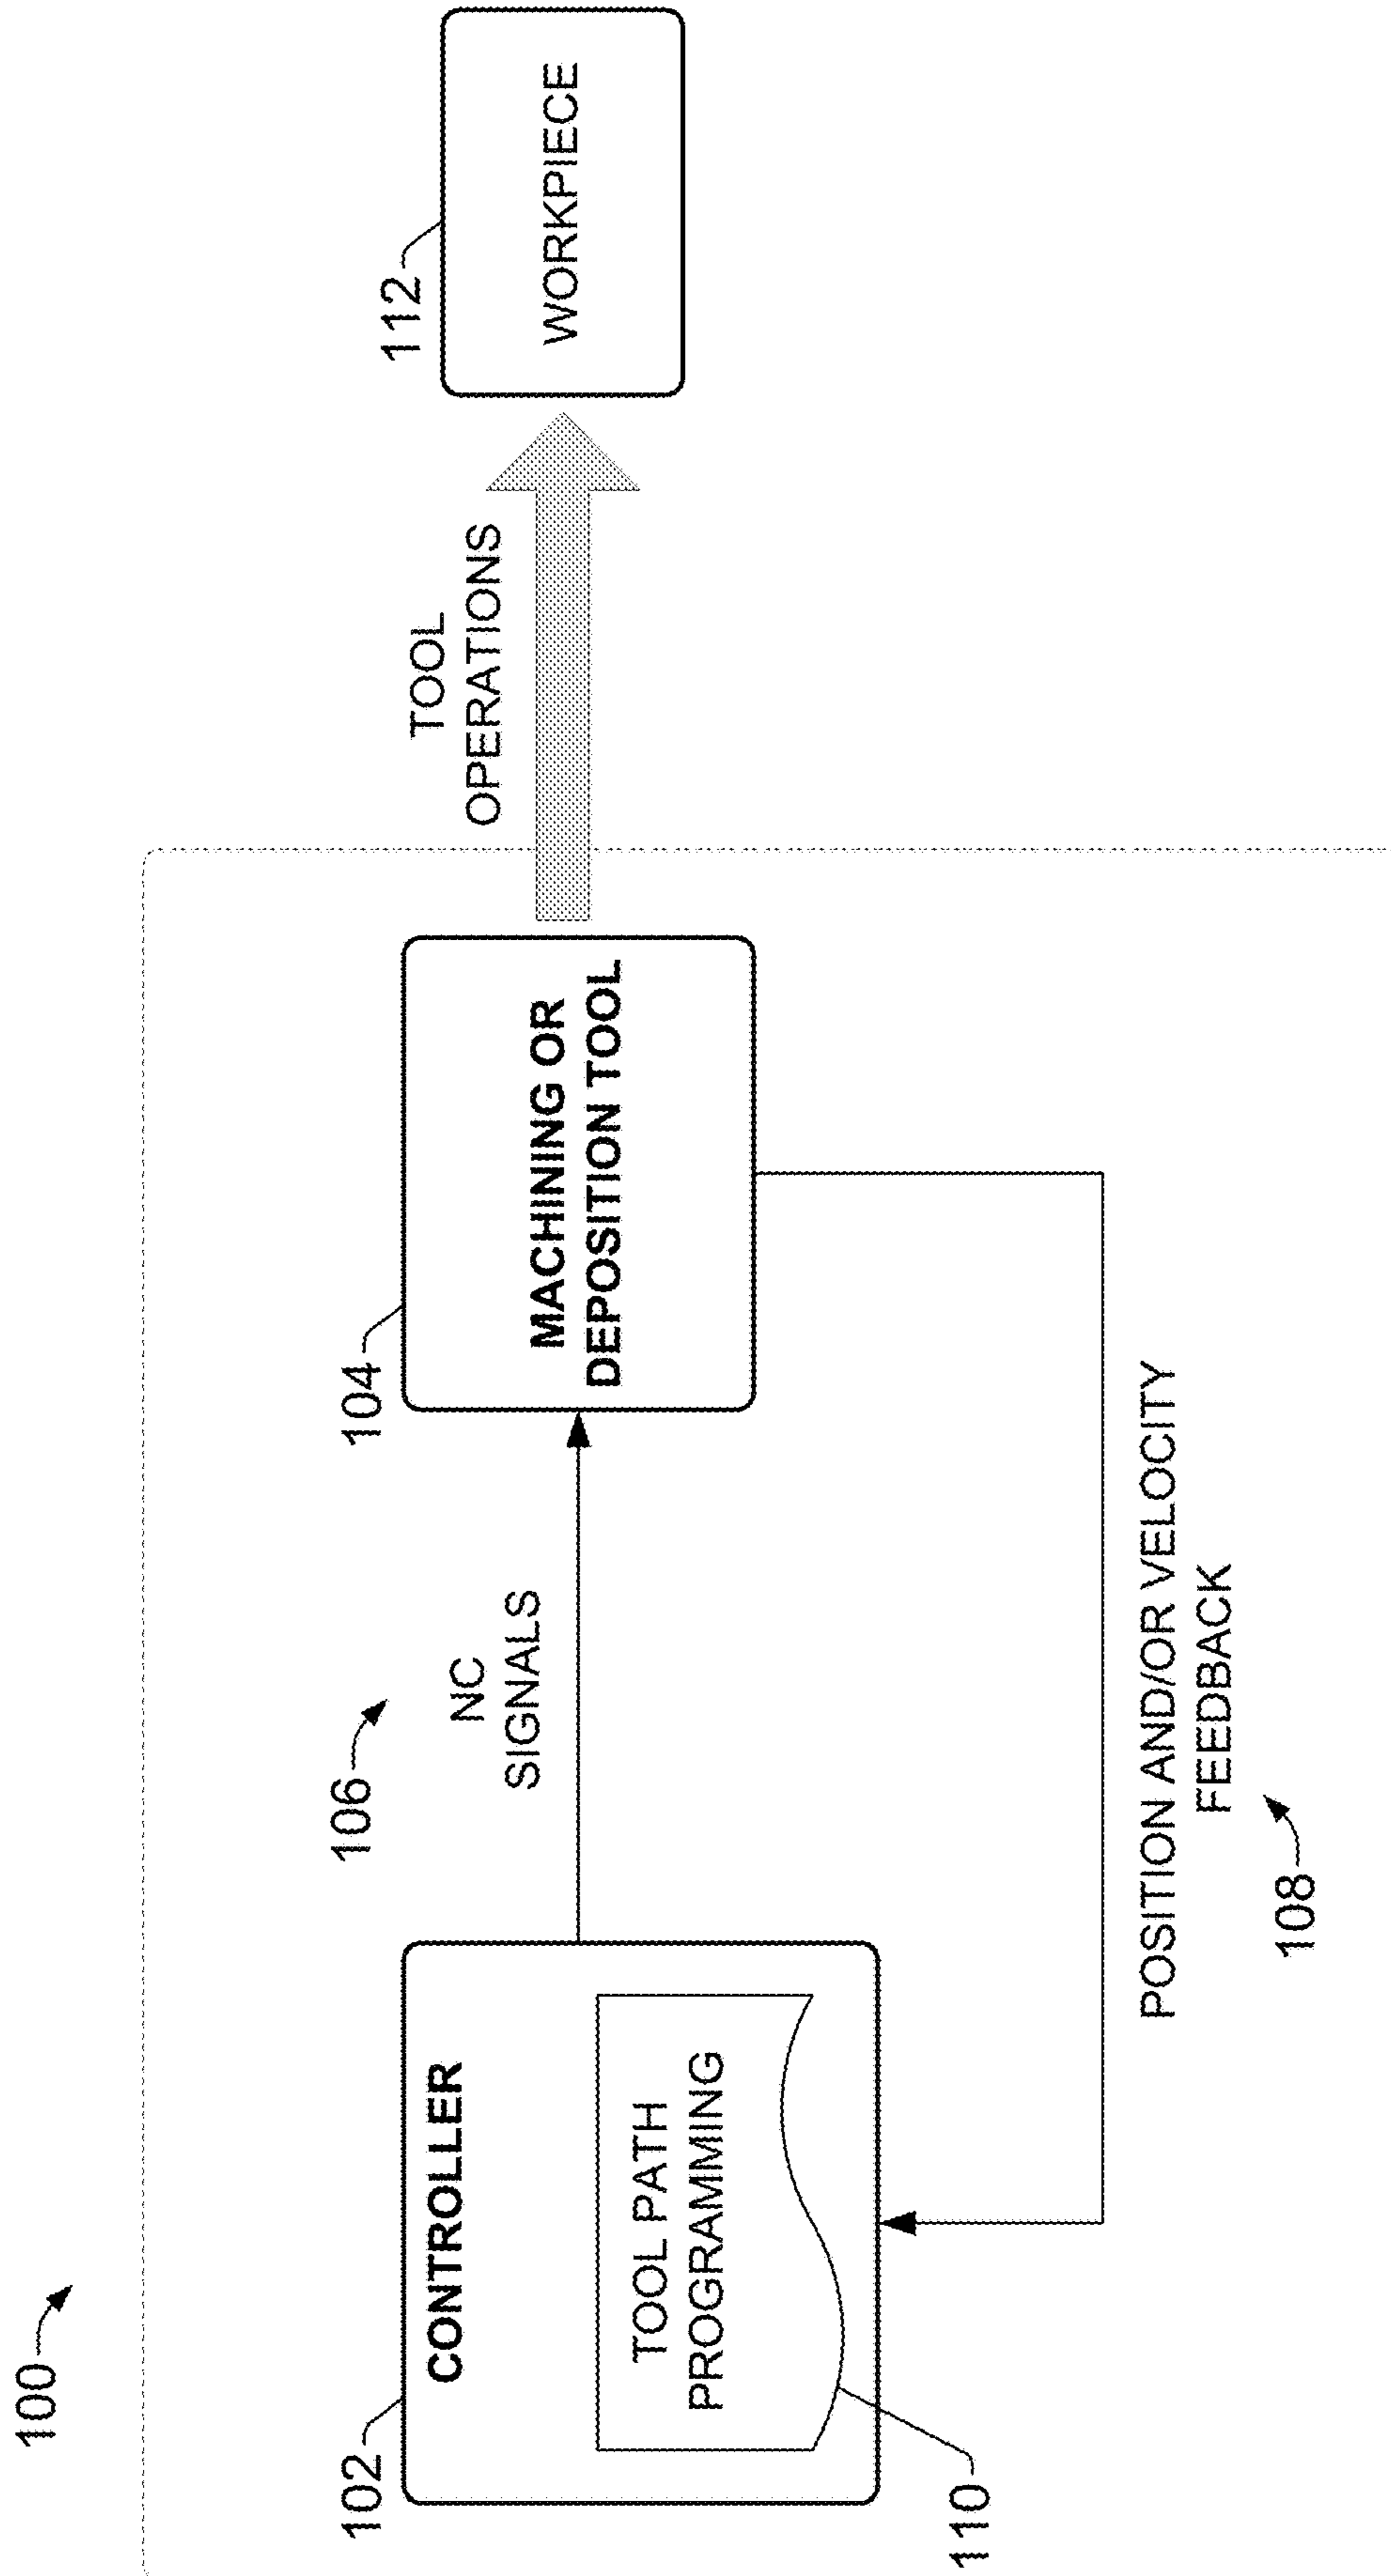 100
102
CONTROLLER
TOOL PATH
PROGRAMMING
110
106
NC
SIGNALS
104
MACHINING OR
DEPOSITION TOOL
POSITION AND/OR VELOCITY
FEEDBACK
108
TOOL
OPERATIONS
112
WORKPIECE